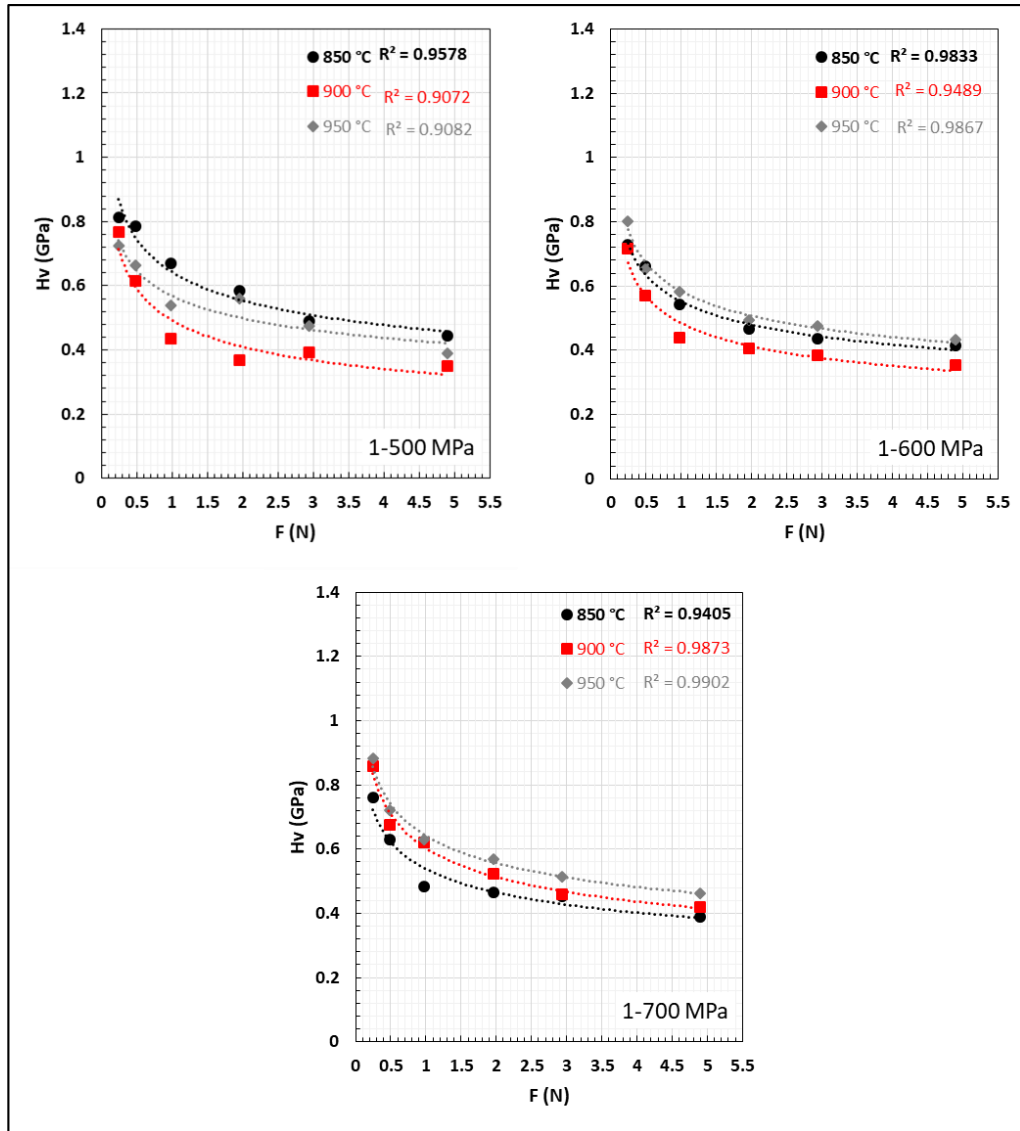 1.4
1.2
1
0.8
0.6
0.4
0.2
0
Hv (GPa)
850 °C R² = 0.9578
900 °C R² = 0.9072
950 °C R² = 0.9082
1-500 MPa
0 0.5 1 1.5 2 2.5 3 3.5 4 4.5 5 5.5
F (N)
1.4
1.2
1
0.8
0.6
0.4
0.2
0
Hv (GPa)
850 °C R² = 0.9833
900 °C R² = 0.9489
950 °C R² = 0.9867
1-600 MPa
0 0.5 1 1.5 2 2.5 3 3.5 4 4.5 5 5.5
F (N)
1.4
1.2
1
0.8
0.6
0.4
0.2
0
Hv (GPa)
850 °C R² = 0.9405
900 °C R² = 0.9873
950 °C R² = 0.9902
1-700 MPa
0 0.5 1 1.5 2 2.5 3 3.5 4 4.5 5 5.5
F (N)